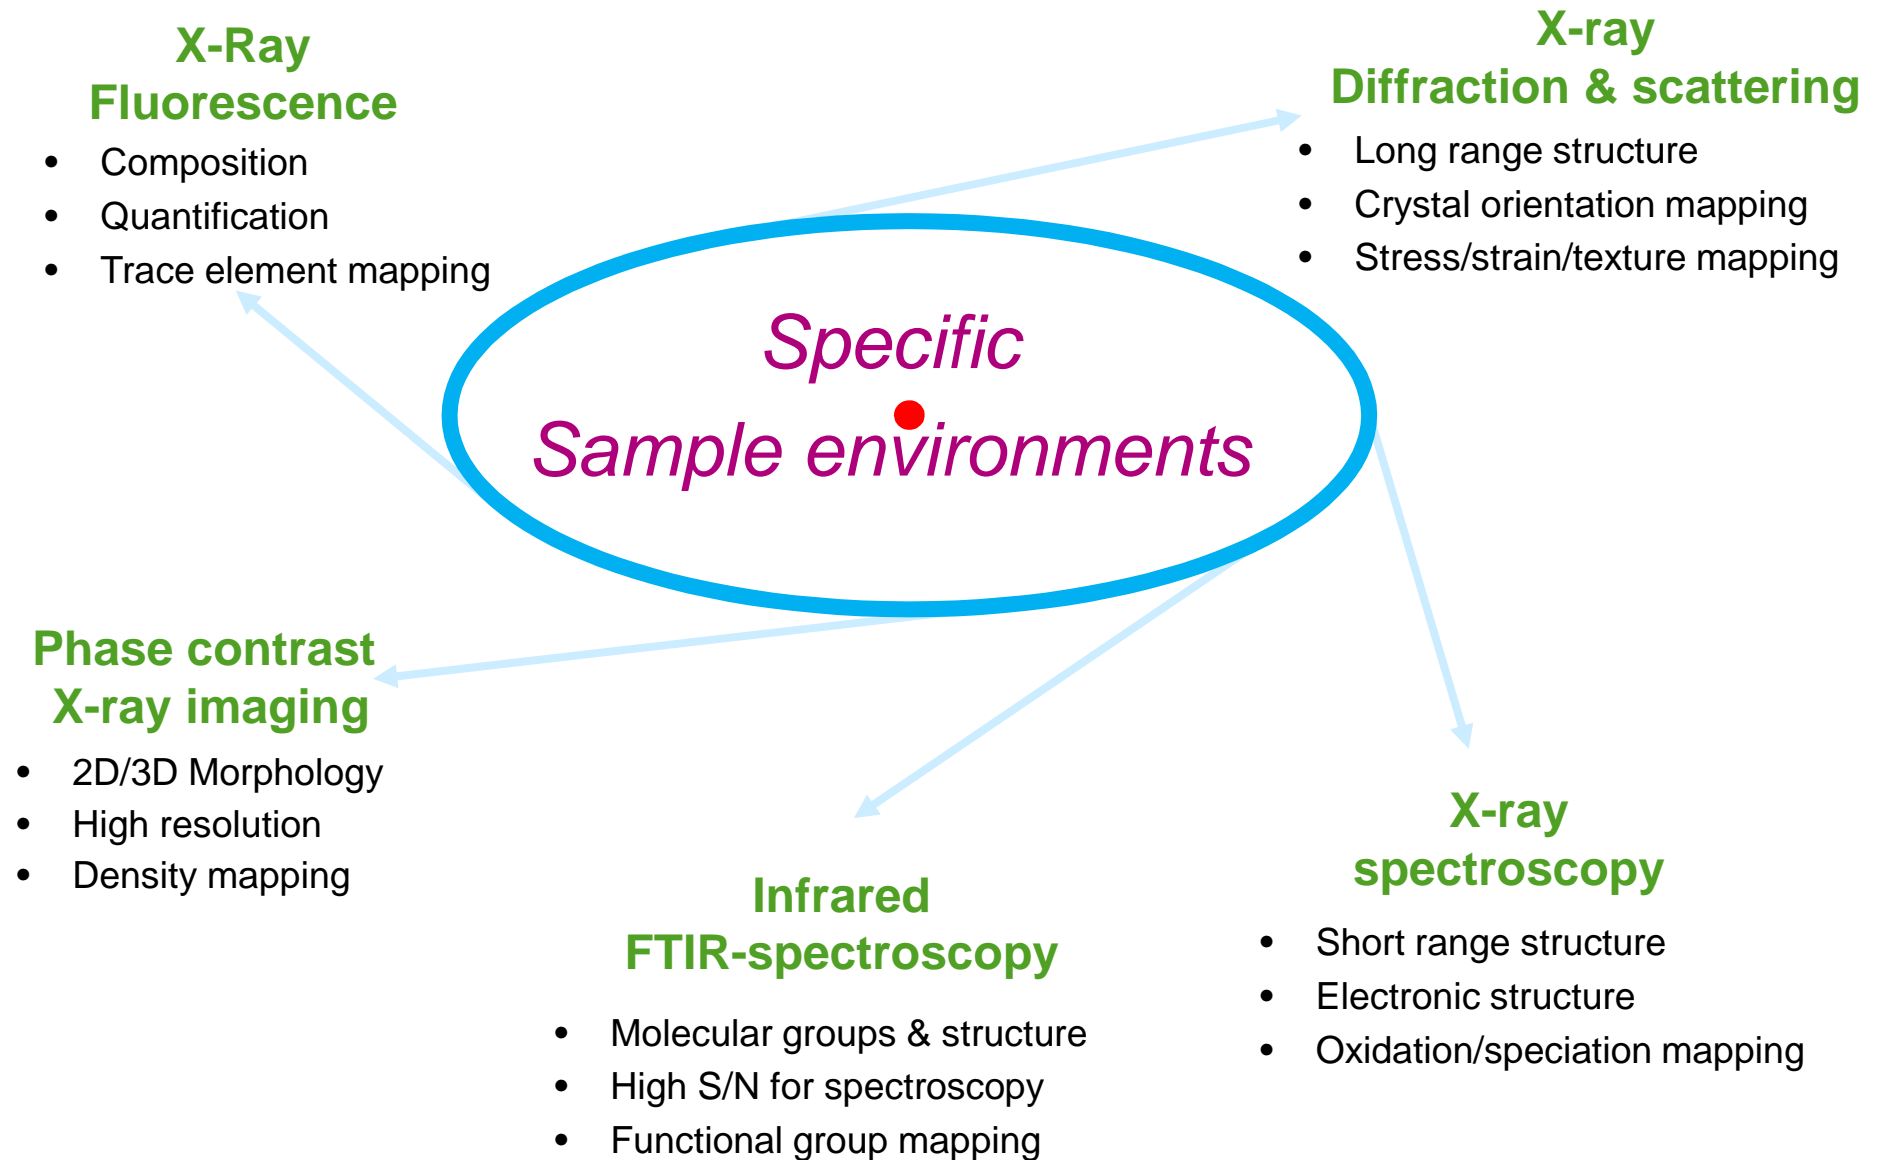 X-Ray
Fluorescence
• Composition
• Quantification
• Trace element mapping
X-ray
Diffraction & scattering
• Long range structure
• Crystal orientation mapping
• Stress/strain/texture mapping
Specific
Sample environments
Phase contrast
X-ray imaging
• 2D/3D Morphology
• High resolution
• Density mapping
Infrared
FTIR-spectroscopy
• Molecular groups & structure
• High S/N for spectroscopy
• Functional group mapping
X-ray
spectroscopy
• Short range structure
• Electronic structure
• Oxidation/speciation mapping